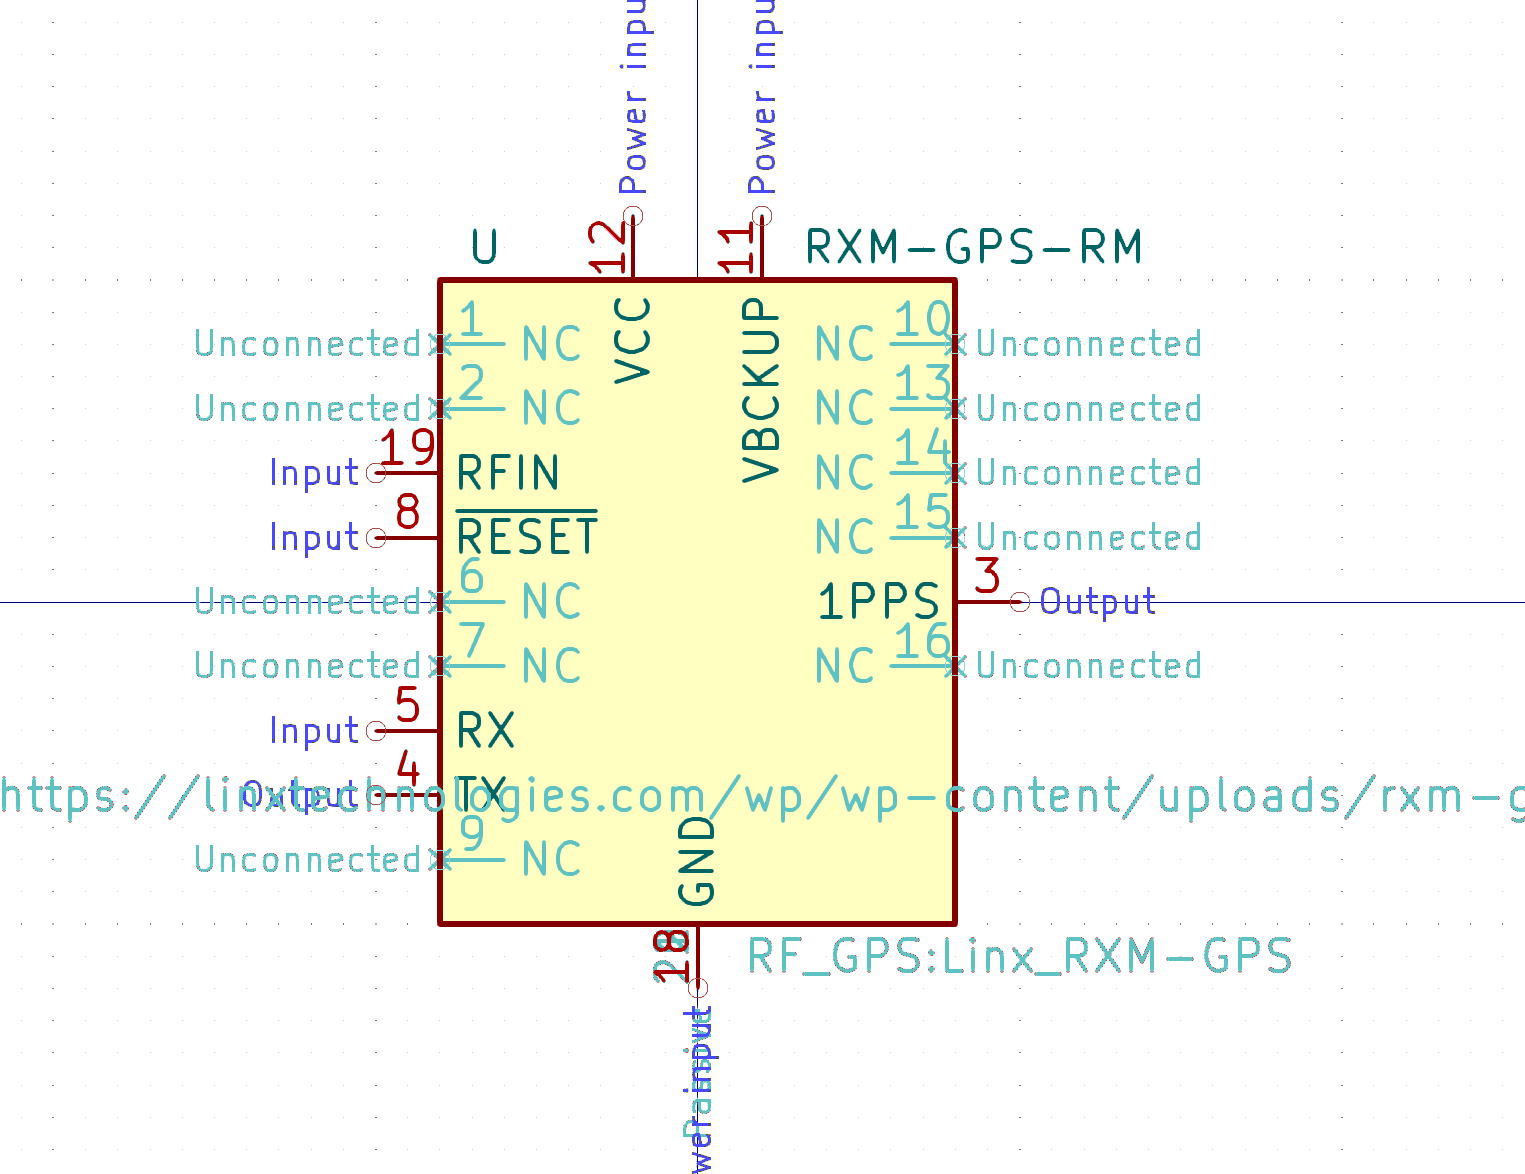 Power inpu
Power inpu
12
11
U
RXM-GPS-RM
VCC
VBCKUP
Unconnected 1 NC
NC 10 Unconnected
Unconnected 2 NC
NC 13 Unconnected
Input 19 RFIN
NC 14 Unconnected
Input 8 RESET
NC 15 Unconnected
Unconnected 6 NC
1PPS 3 Output
Unconnected 7 NC
NC 16 Unconnected
Input 5 RX
Output 4 TX
https://linxtechnologies.com/wp/wp-content/uploads/rxm-g
Unconnected 9 NC
GND
18
RF_GPS:Linx_RXM-GPS
wer input
Passive